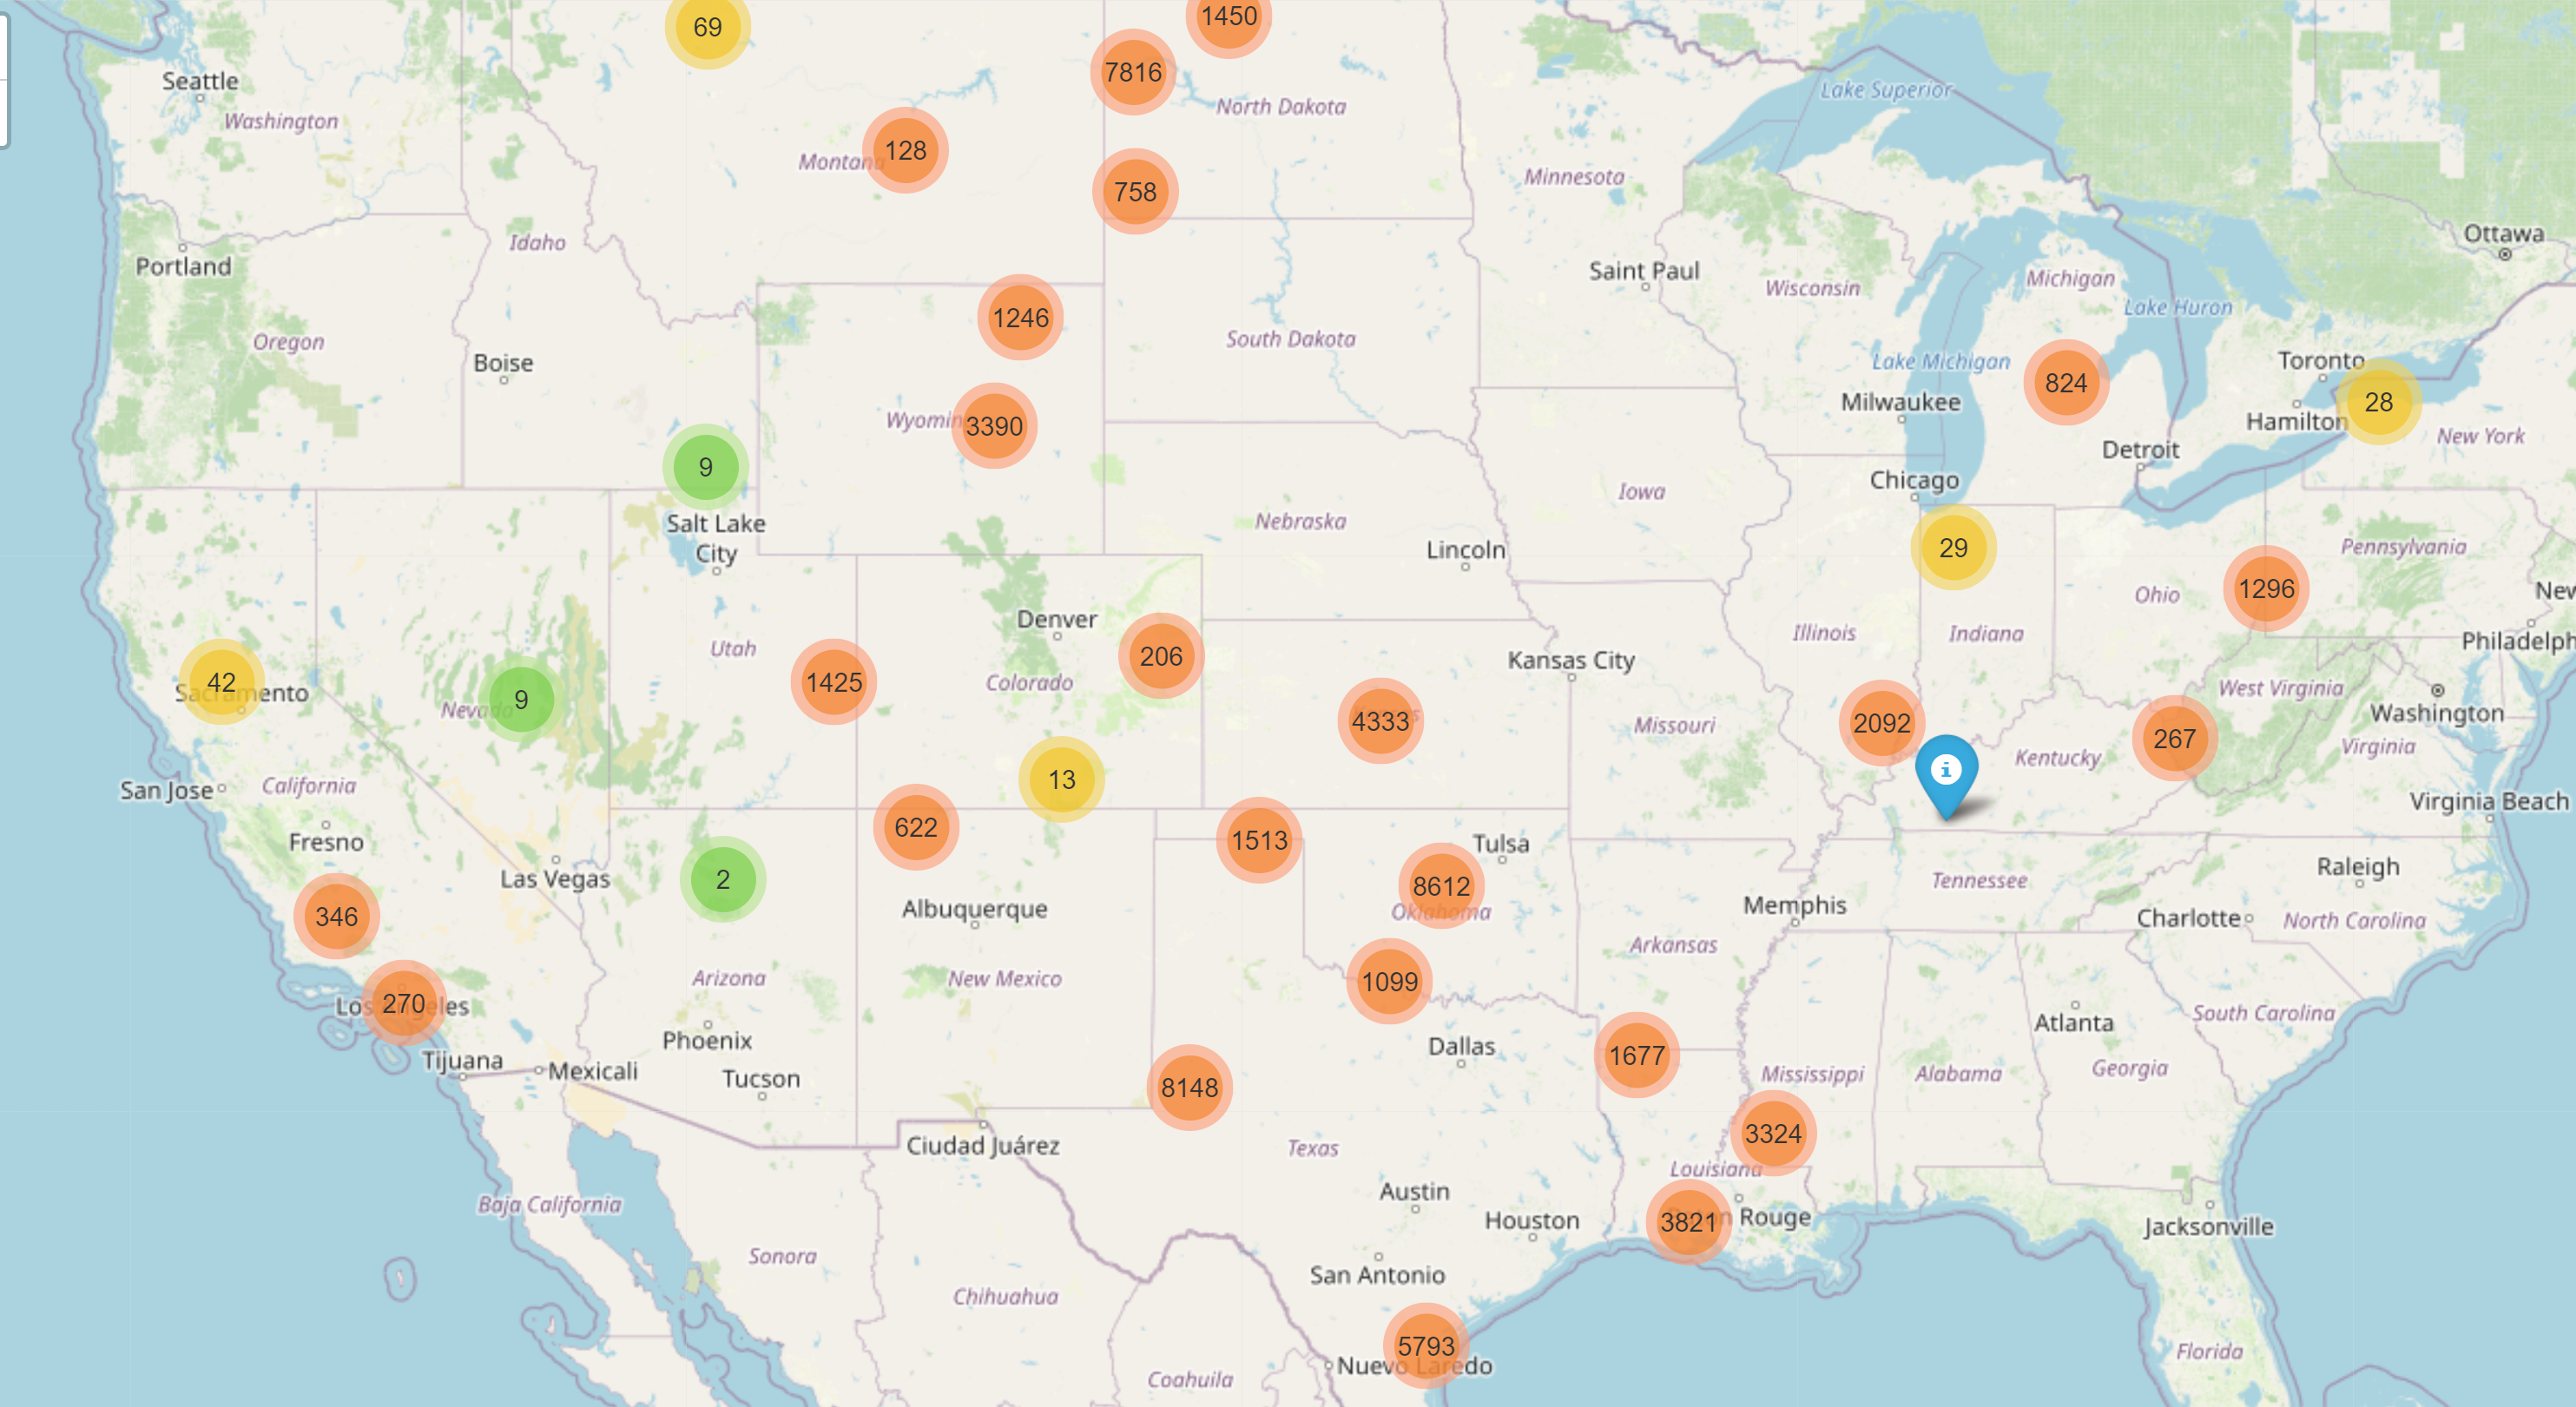 69
1450
7816
Seattle
Lake Superior
North Dakota
Washington
128
Montana
Minnesota
758
Ottawa
Idaho
Portland
Saint Paul
Michigan
Wisconsin
Lake Huron
1246
South Dakota
Oregon
Boise
Lake Michigan
Toronto
824
28
Milwaukee
Wyomin
3390
Hamilton
New York
Detroit
9
Chicago
Iowa
Salt Lake
City
Nebraska
Lincoln
29
Pennsylvania
1296
New
Ohio
Denver
Illinois
Indiana
Philadelph
Utah
206
Kansas City
42
Sacramento
1425
Colorado
West Virginia
9
Nevada
4333
Missouri
2092
Washington
267
Virginia
Kentucky
i
San Jose
California
13
Virginia Beach
622
1513
Fresno
Tulsa
Las Vegas
2
8612
Tennessee
Raleigh
Albuquerque
Oklahoma
Memphis
346
Charlotte
North Carolina
Arkansas
Arizona
New Mexico
1099
270
Los Angeles
South Carolina
Atlanta
Phoenix
Dallas
1677
Tijuana
Mexicali
Tucson
8148
Mississippi
Alabama
Georgia
3324
Ciudad Juárez
Texas
Louisiana
Austin
Baja California
3821
Rouge
Houston
Jacksonville
Sonora
San Antonio
Chihuahua
5793
Nuevo Laredo
Florida
Coahuila